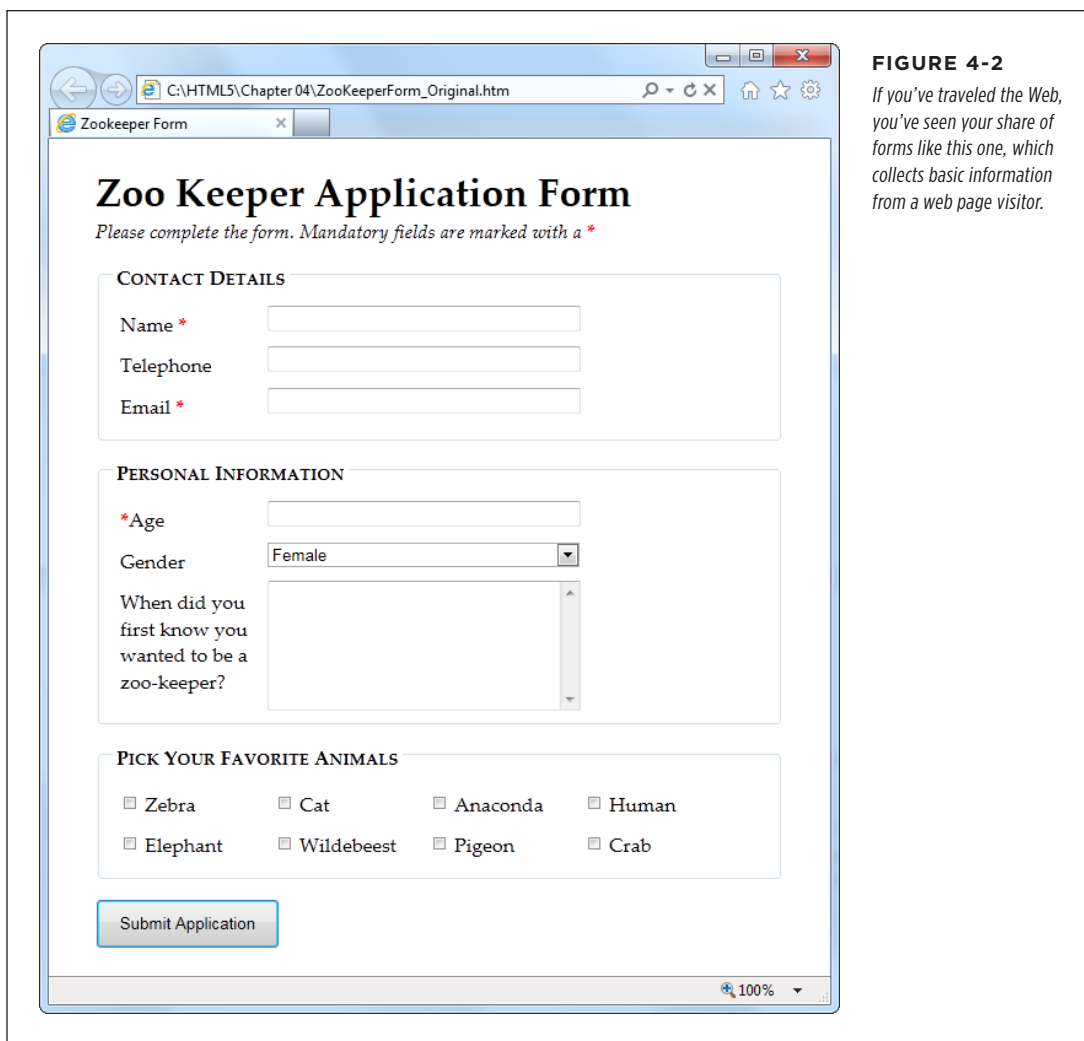 C:\HTML5\Chapter 04\ZooKeeperForm_Original.htm
Zookeeper Form
Zoo Keeper Application Form
Please complete the form. Mandatory fields are marked with a *
CONTACT DETAILS
Name *
Telephone
Email *
PERSONAL INFORMATION
*Age
Gender
Female
When did you
first know you
wanted to be a
zoo-keeper?
PICK YOUR FAVORITE ANIMALS
Zebra Cat Anaconda Human
Elephant Wildebeest Pigeon Crab
Submit Application
100%
FIGURE 4-2
If you've traveled the Web,
you've seen your share of
forms like this one, which
collects basic information
from a web page visitor.